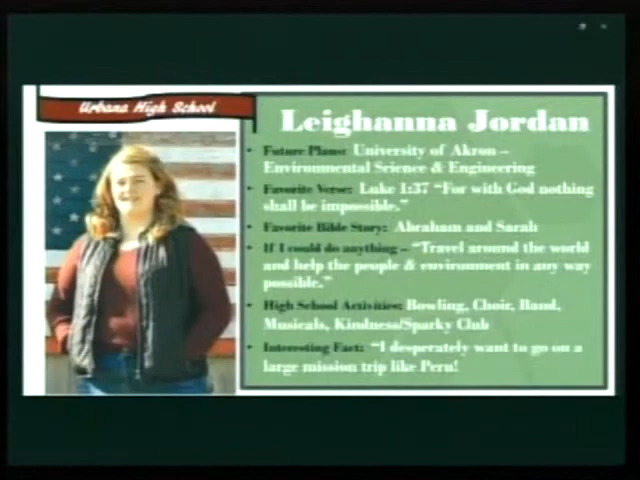 Urbana High School
Leighanna Jordan
• Future Plans: University of Akron –
Environmental Science & Engineering
• Favorite Verse: Luke 1:37 “For with God nothing
shall be impossible.”
• Favorite Bible Story: Abraham and Sarah
• If I could do anything – “Travel around the world
and help the people & environment in any way
possible.”
• High School Activities: Bowling, Choir, Band,
Musicals, Kindness/Sparky Club
• Interesting Fact: “I desperately want to go on a
large mission trip like Peru!